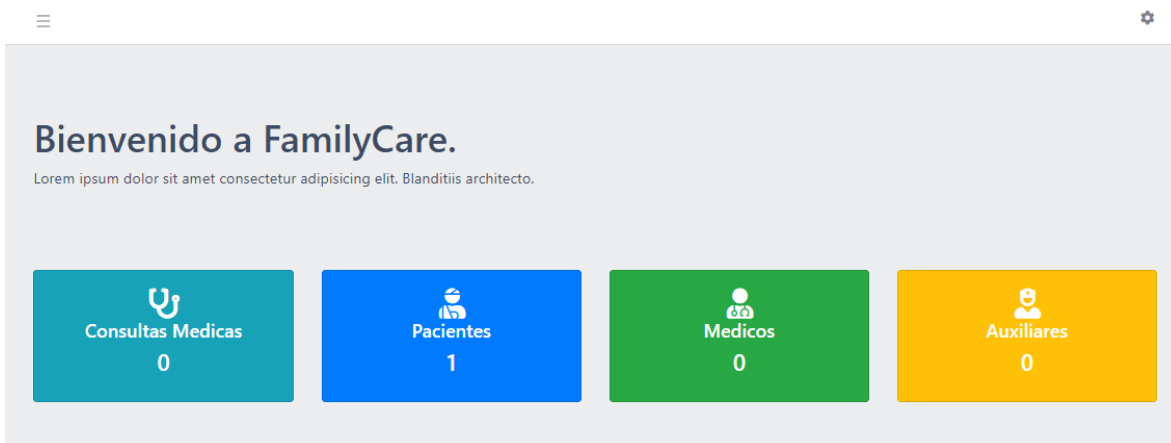 Bienvenido a FamilyCare.
Lorem ipsum dolor sit amet consectetur adipisicing elit. Blanditiis architecto.
Consultas Medicas
0
Pacientes
1
Medicos
0
Auxiliares
0